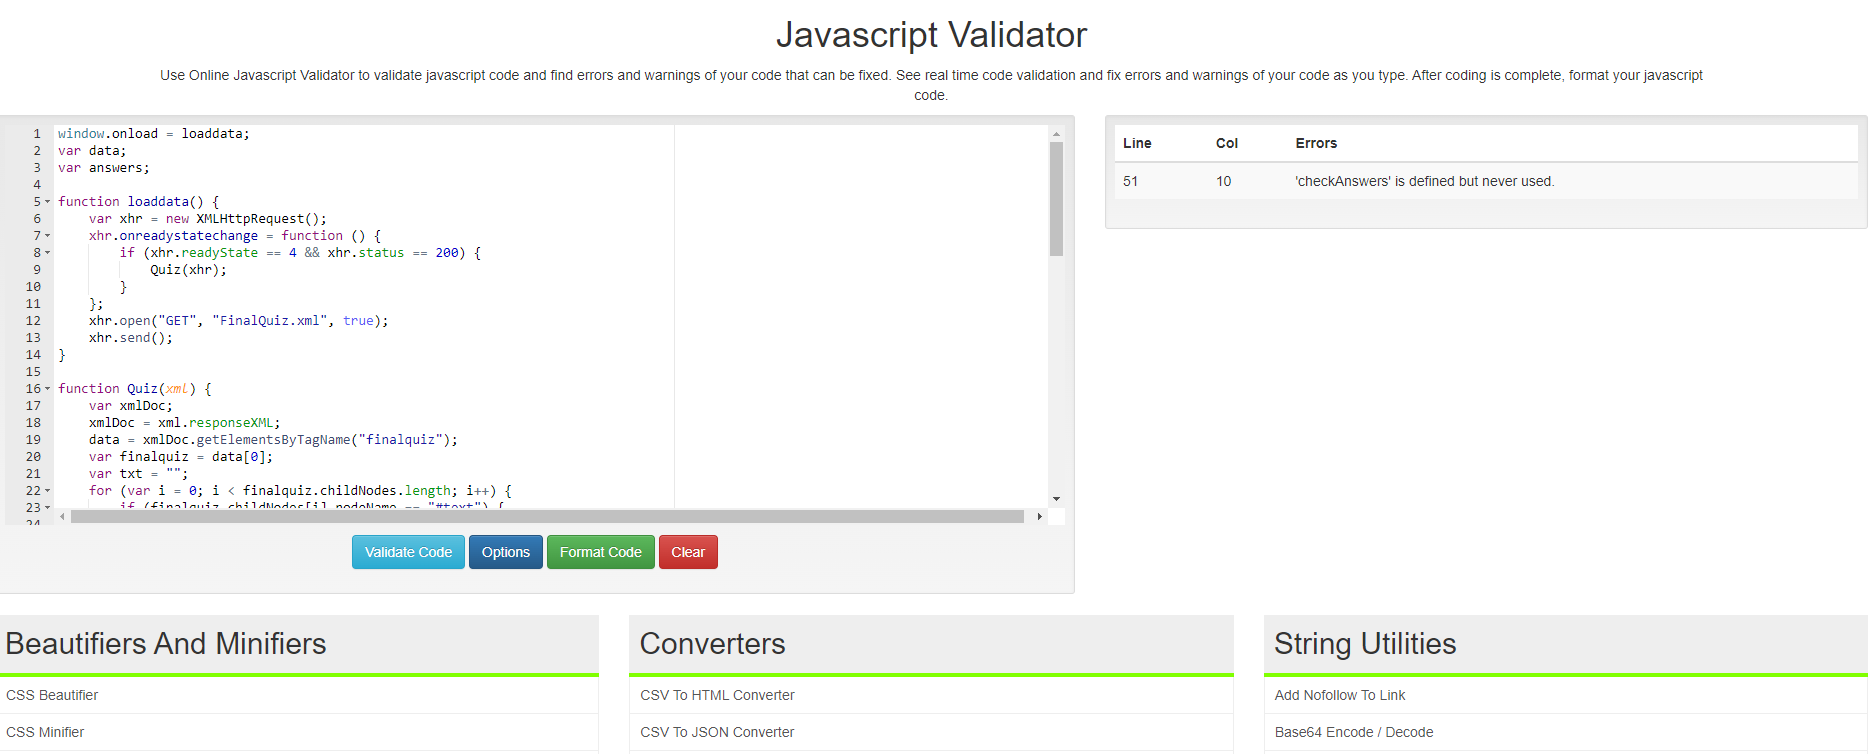 Javascript Validator
Use Online Javascript Validator to validate javascript code and find errors and warnings of your code that can be fixed. See real time code validation and fix errors and warnings of your code as you type. After coding is complete, format your javascript
code.
1 window.onload = loaddata;
2 var data;
3 var answers;
4
5 function loaddata() {
6 var xhr = new XMLHttpRequest();
7 xhr.onreadystatechange = function () {
8 if (xhr.readyState == 4 && xhr.status == 200) {
9 Quiz(xhr);
10 }
11 };
12 xhr.open("GET", "FinalQuiz.xml", true);
13 xhr.send();
14 }
15
16 function Quiz(xml) {
17 var xmlDoc;
18 xmlDoc = xml.responseXML;
19 data = xmlDoc.getElementsByTagName("finalquiz");
20 var finalquiz = data[0];
21 var txt = "";
22 for (var i = 0; i < finalquiz.childNodes.length; i++) {
23 if (finalquiz.childNodes[i].nodeName == "#text") {
24
Validate Code Options Format Code Clear
Line Col Errors
51 10 'checkAnswers' is defined but never used.
Beautifiers And Minifiers
CSS Beautifier
CSS Minifier
Converters
CSV To HTML Converter
CSV To JSON Converter
String Utilities
Add Nofollow To Link
Base64 Encode / Decode